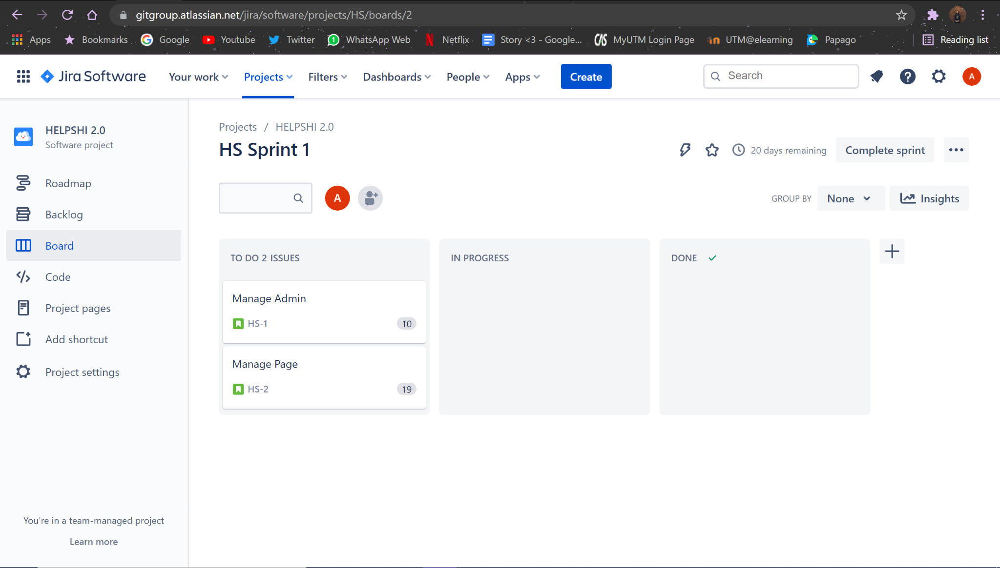 gitgroup.atlassian.net/jira/software/projects/HS/boards/2
Apps Bookmarks Google Youtube Twitter 1 WhatsApp Web Netflix Story <3 - Google... CAS MyUTM Login Page UTM@elearning Papago Reading list
Jira Software Your work Projects Filters Dashboards People Apps Create Search ? A
HELPSHI 2.0
Software project
Roadmap
Backlog
Board
Code
Project pages
Add shortcut
Project settings
You're in a team-managed project
Learn more
Projects / HELPSHI 2.0
HS Sprint 1
20 days remaining Complete sprint
A
GROUP BY None Insights
TO DO 2 ISSUES
Manage Admin
HS-1 10
Manage Page
HS-2 19
IN PROGRESS
DONE